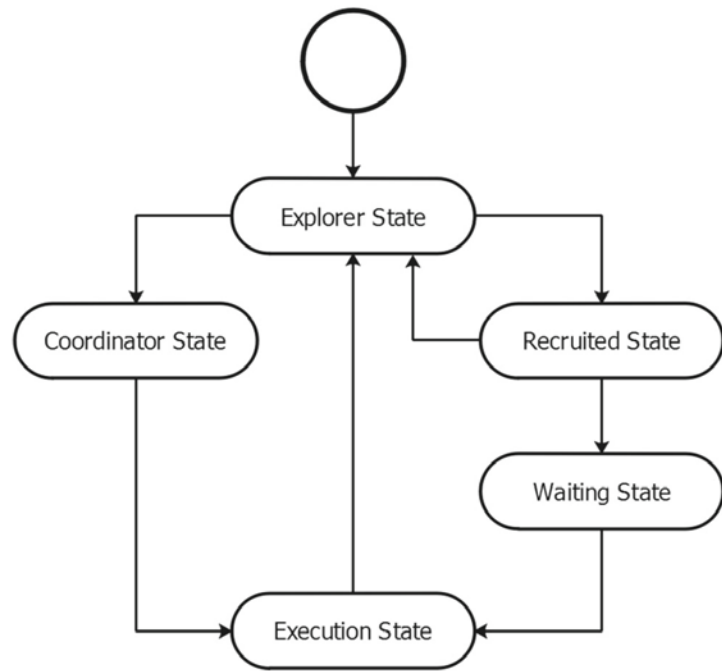 Explorer State
Coordinator State
Recruited State
Waiting State
Execution State